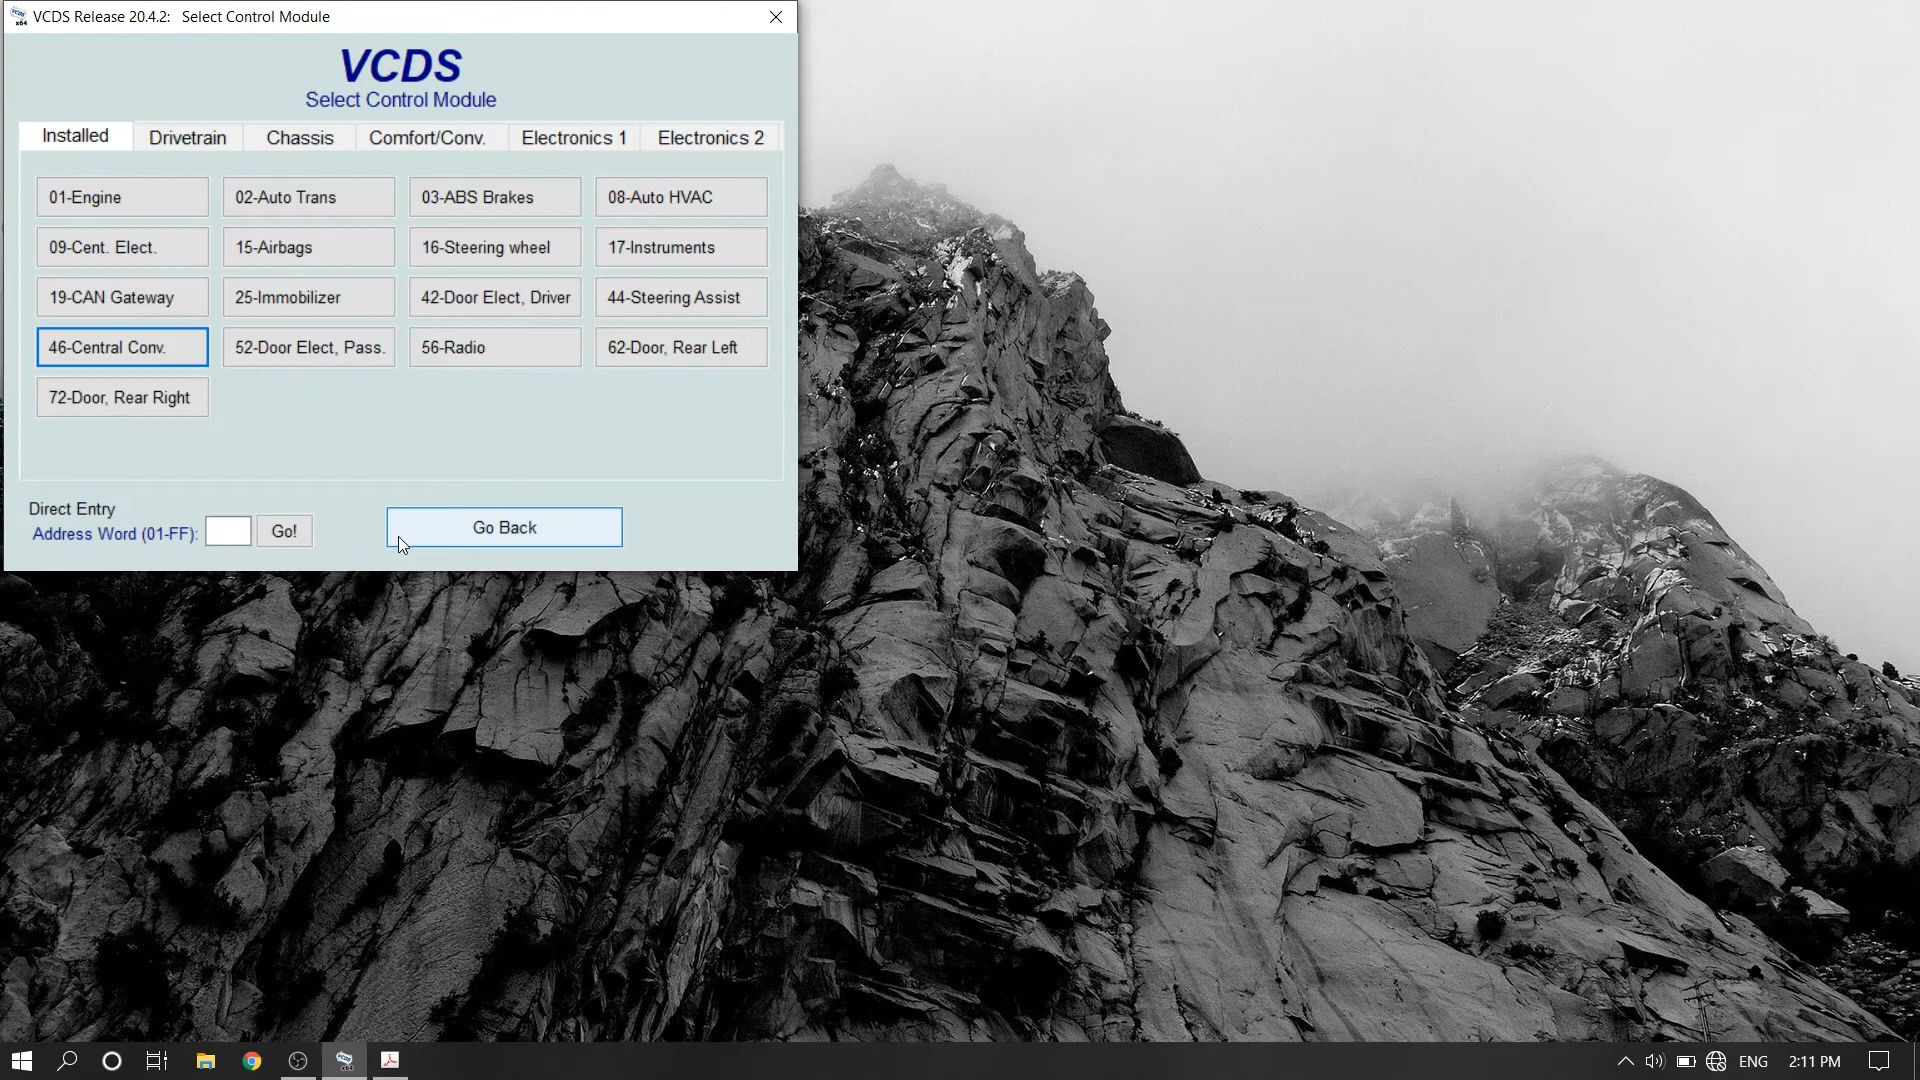 VCDS Release 20.4.2:   Select Control Module
VCDS
Select Control Module
Installed Drivetrain Chassis Comfort/Conv. Electronics 1 Electronics 2
01-Engine 02-Auto Trans 03-ABS Brakes 08-Auto HVAC
09-Cent. Elect. 15-Airbags 16-Steering wheel 17-Instruments
19-CAN Gateway 25-Immobilizer 42-Door Elect, Driver 44-Steering Assist
46-Central Conv. 52-Door Elect, Pass. 56-Radio 62-Door, Rear Left
72-Door, Rear Right
Direct Entry
Address Word (01-FF): Go! Go Back
ENG 2:11 PM